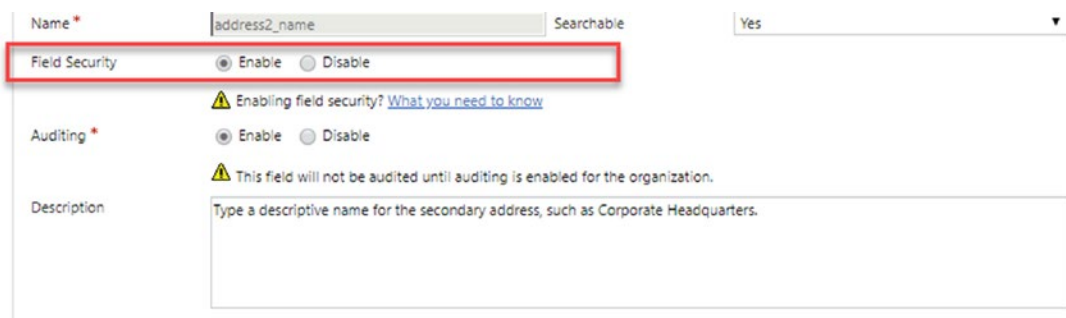 Name * address2_name Searchable Yes
Field Security Enable Disable
Enabling field security? What you need to know
Auditing * Enable Disable
This field will not be audited until auditing is enabled for the organization.
Description Type a descriptive name for the secondary address, such as Corporate Headquarters.